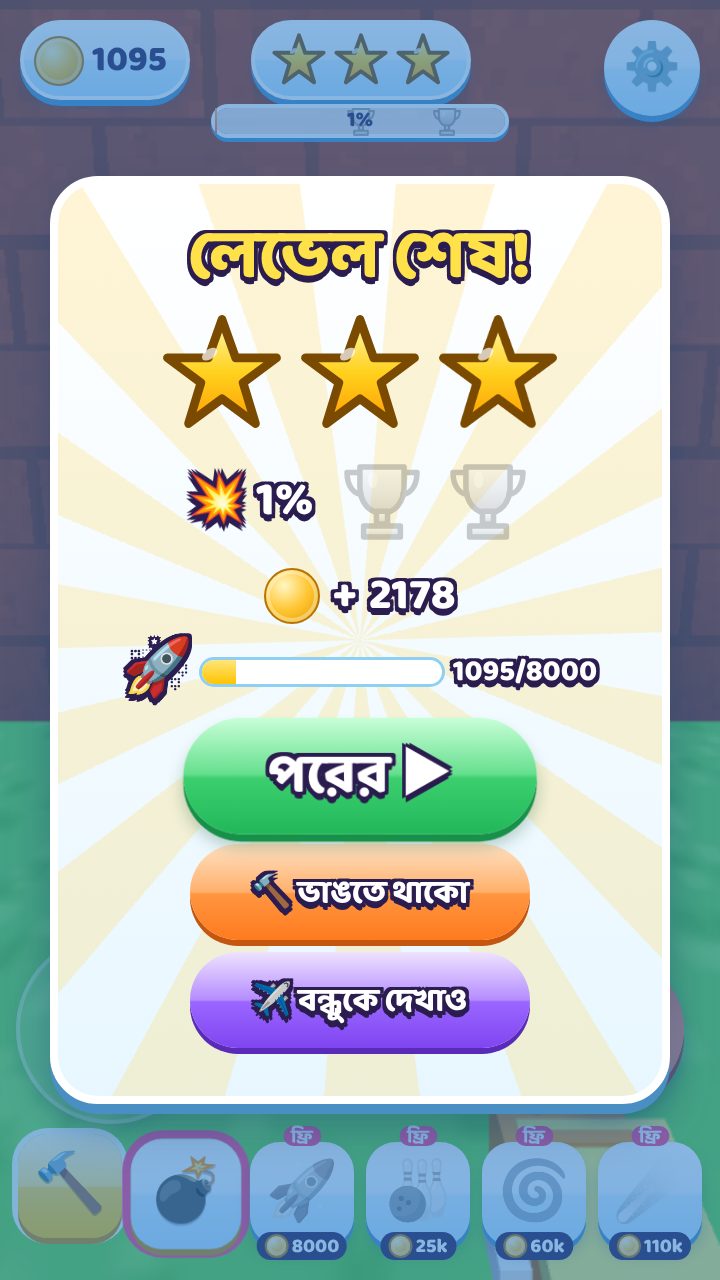 1095
1%
লেভেল শেষ!
1%
+ 2178
1095/8000
পরের
ভাঙতে থাকো
বন্ধুকে দেখাও
ফ্রি ফ্রি ফ্রি ফ্রি
8000 25k 60k 110k